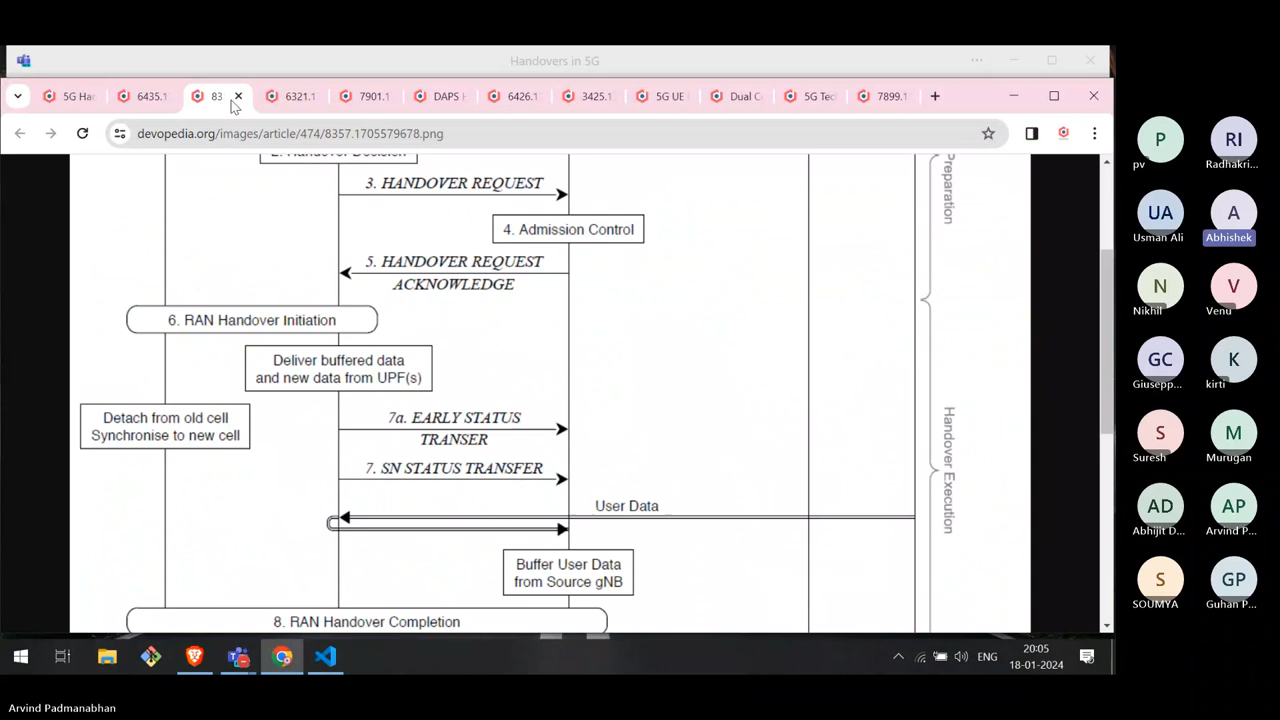 Handovers in 5G
5G Ha
6435.1
83
6321.1
7901.1
DAPS H
6426.1
3425.1
5G UE
Dual C
5G Tec
7899.1
devopedia.org/images/article/474/8357.1705579678.png
2. Handover Decision
3. HANDOVER REQUEST
4. Admission Control
5. HANDOVER REQUEST
ACKNOWLEDGE
6. RAN Handover Initiation
Deliver buffered data
and new data from UPF(s)
Detach from old cell
Synchronise to new cell
7a. EARLY STATUS
TRANSER
7. SN STATUS TRANSFER
User Data
Buffer User Data
from Source gNB
8. RAN Handover Completion
Preparation
Handover Execution
P
pv
RI
Radhakri...
UA
Usman Ali
A
Abhishek
N
Nikhil
V
Venu
GC
Giusepp...
K
kirti
S
Suresh
M
Murugan
AD
Abhijit D...
AP
Arvind P...
S
SOUMYA
GP
Guhan P...
ENG
20:05
18-01-2024
Arvind Padmanabhan